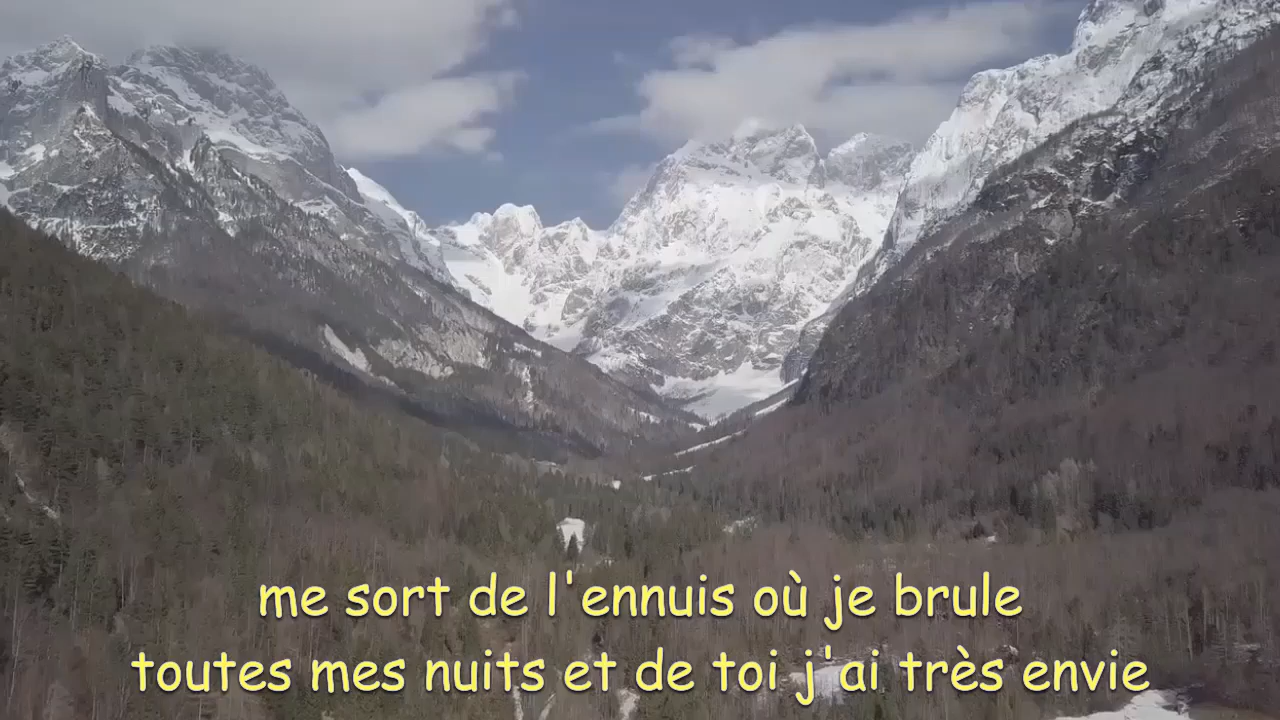 me sort de l'ennuis où je brule
toutes mes nuits et de toi j'ai très envie